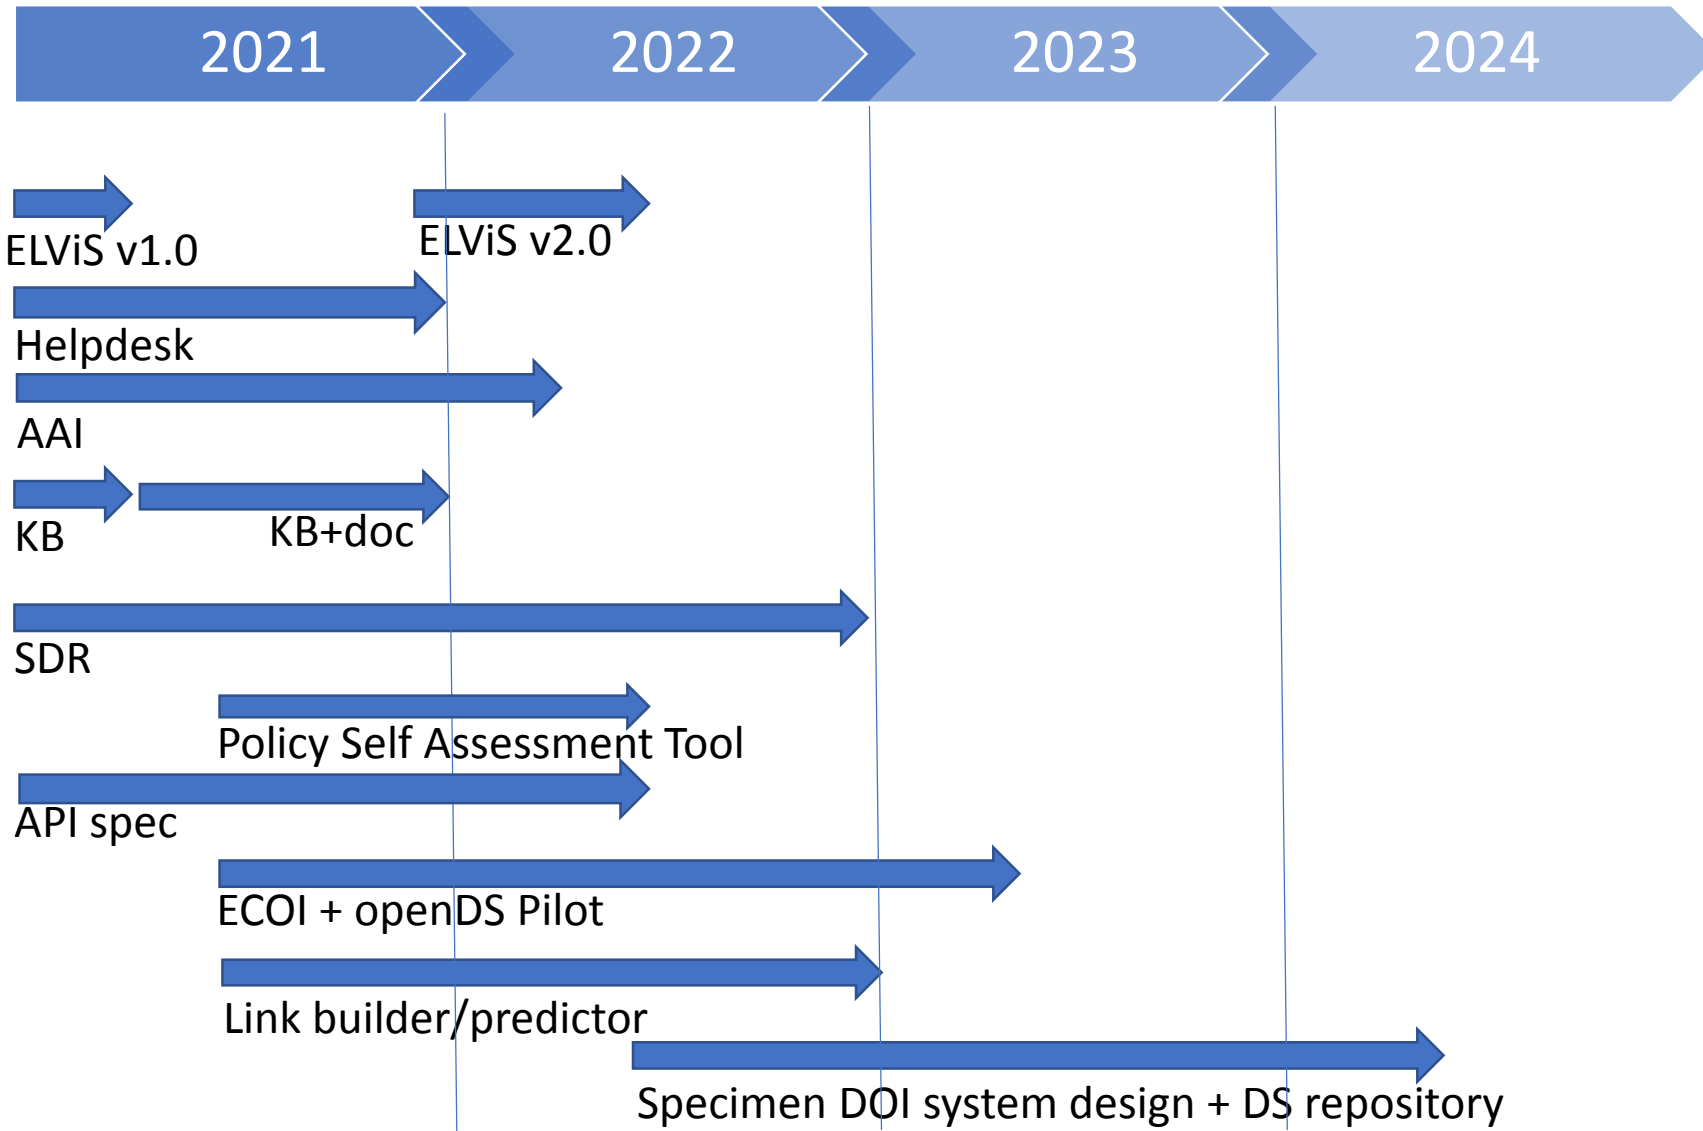 2021 2022 2023 2024
ELViS v1.0 ELViS v2.0
Helpdesk
AAI
KB KB+doc
SDR
Policy Self Assessment Tool
API spec
ECOI + openDS Pilot
Link builder/predictor
Specimen DOI system design + DS repository